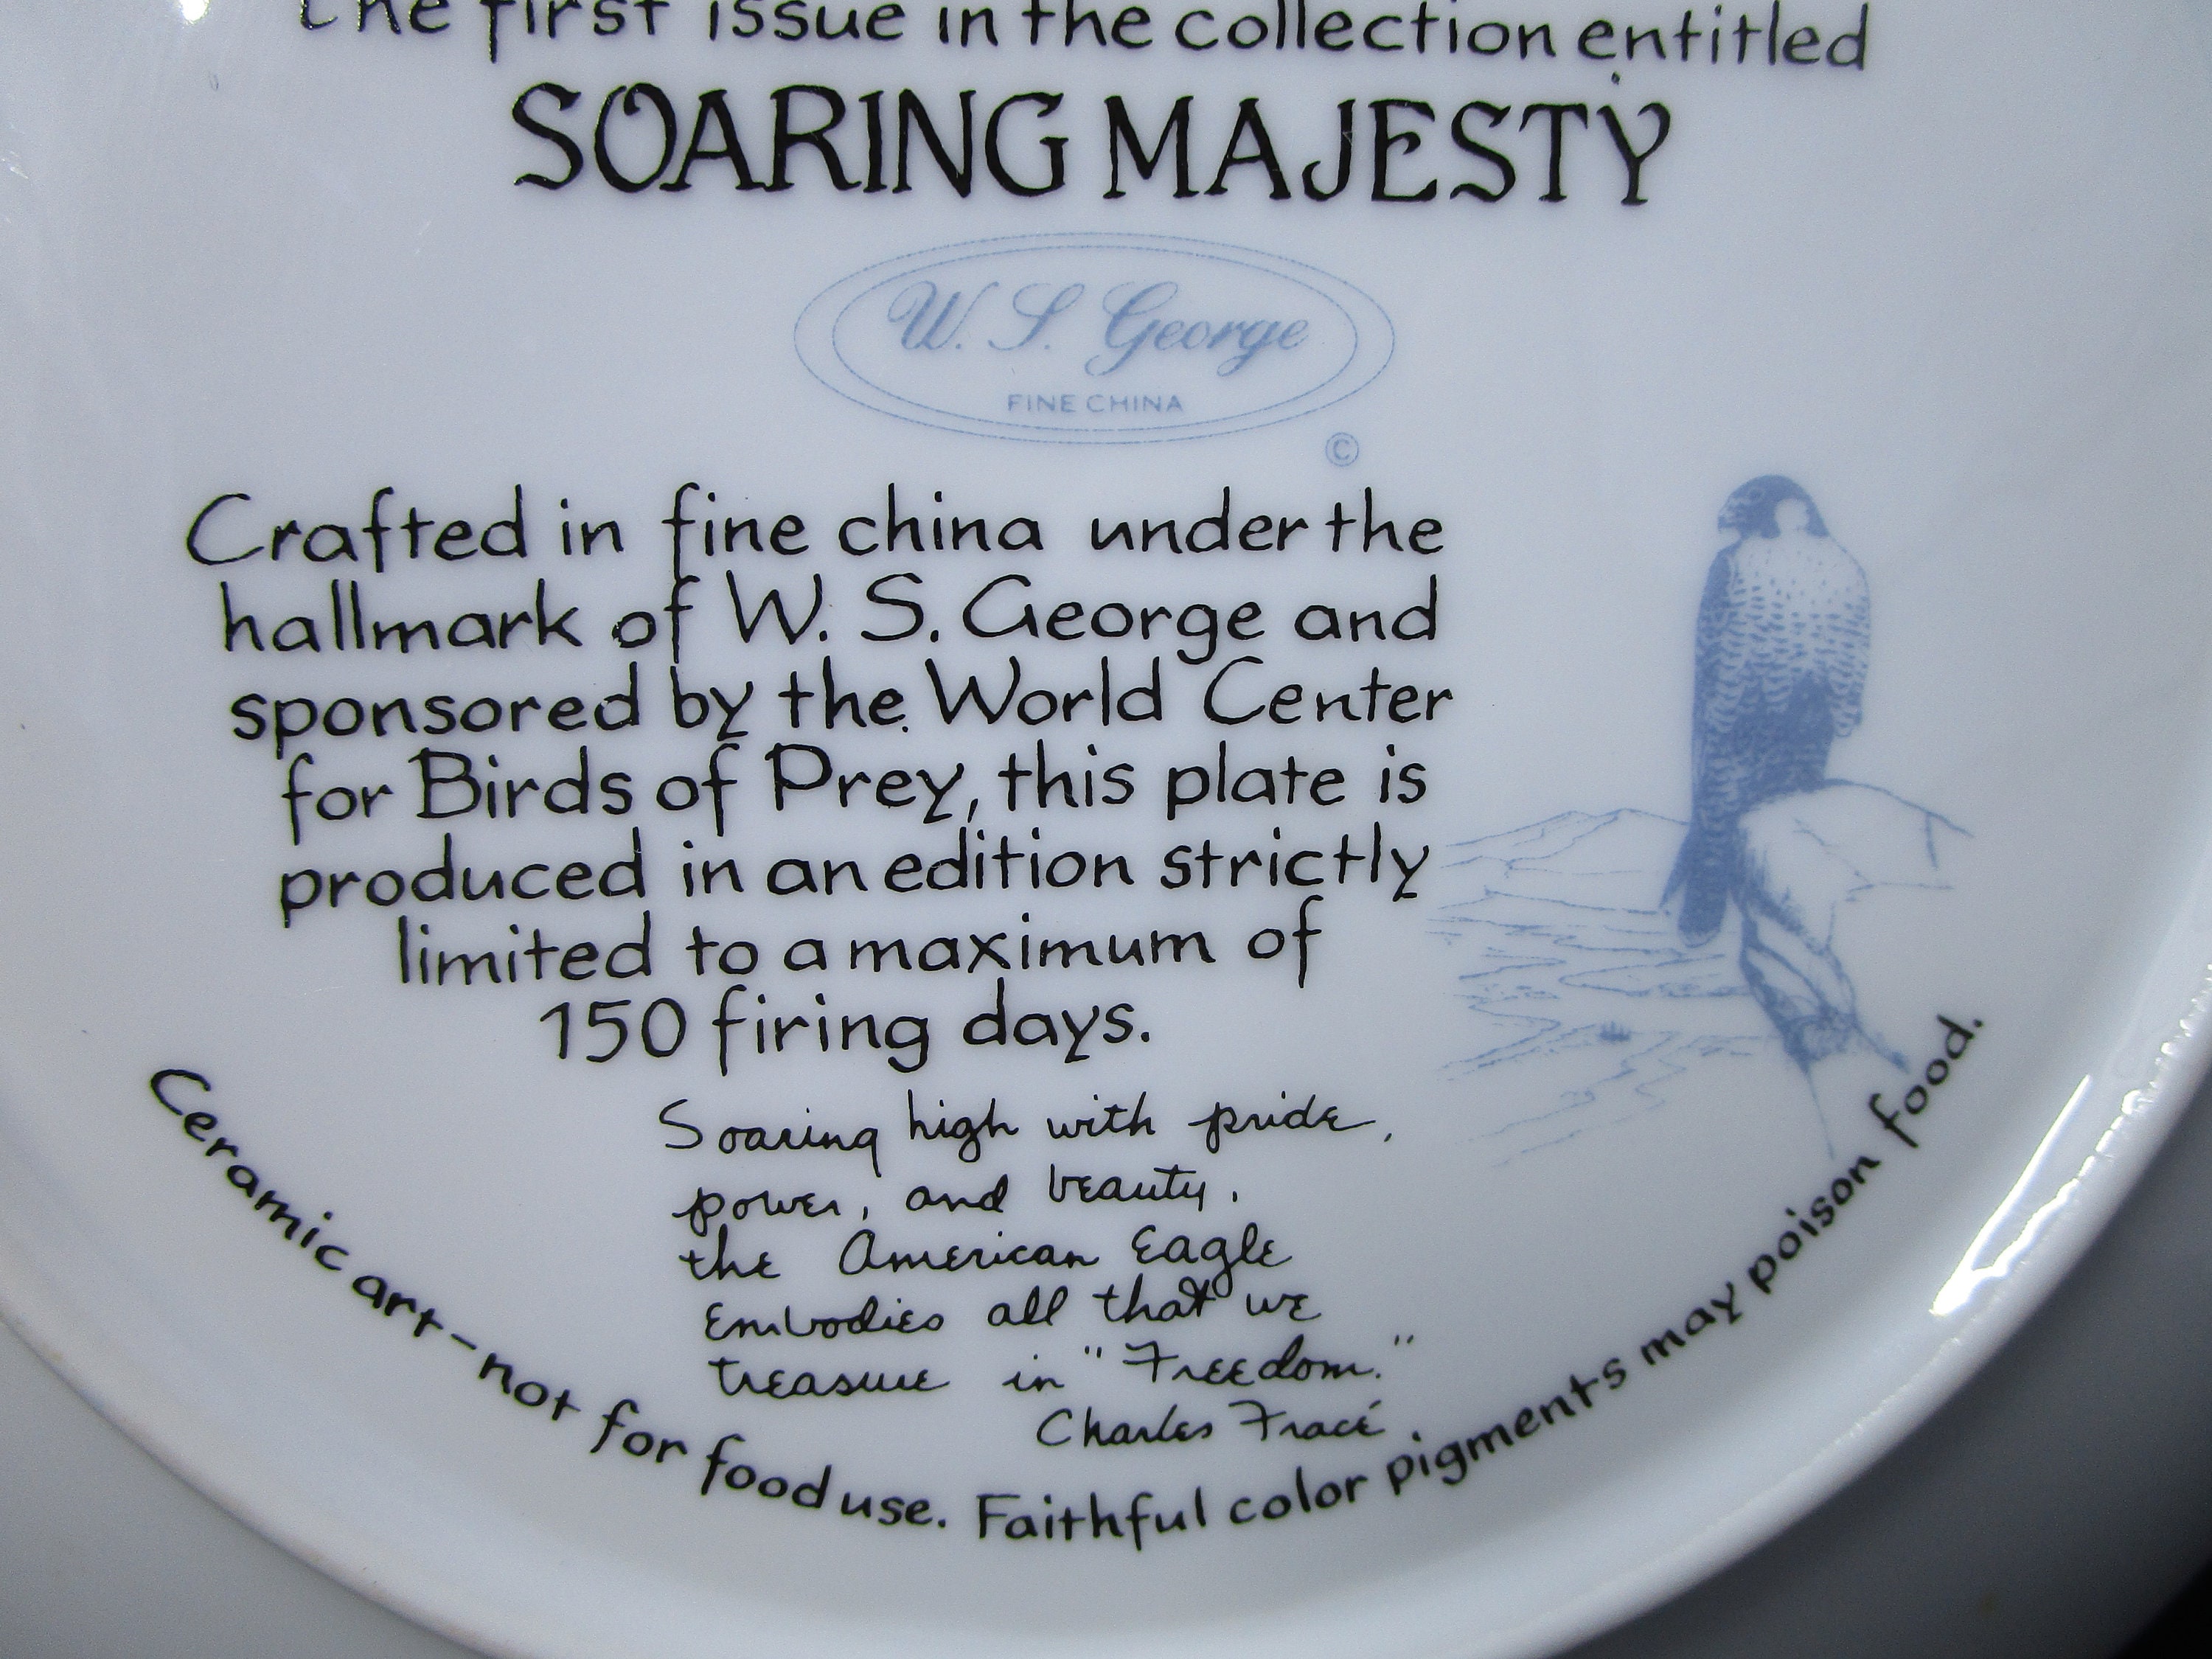 the first issue in the collection entitled
SOARING MAJESTY
W. S. George
FINE CHINA
©
Crafted in fine china under the
hallmark of W. S. George and
sponsored by the World Center
for Birds of Prey, this plate is
produced in an edition strictly
limited to a maximum of
150 firing days.
Soaring high with pride,
power, and beauty,
the American Eagle
Embodies all that we
treasure in "Freedom."
Charles Fracé
Ceramic art-not for food use. Faithful color pigments may poison food.